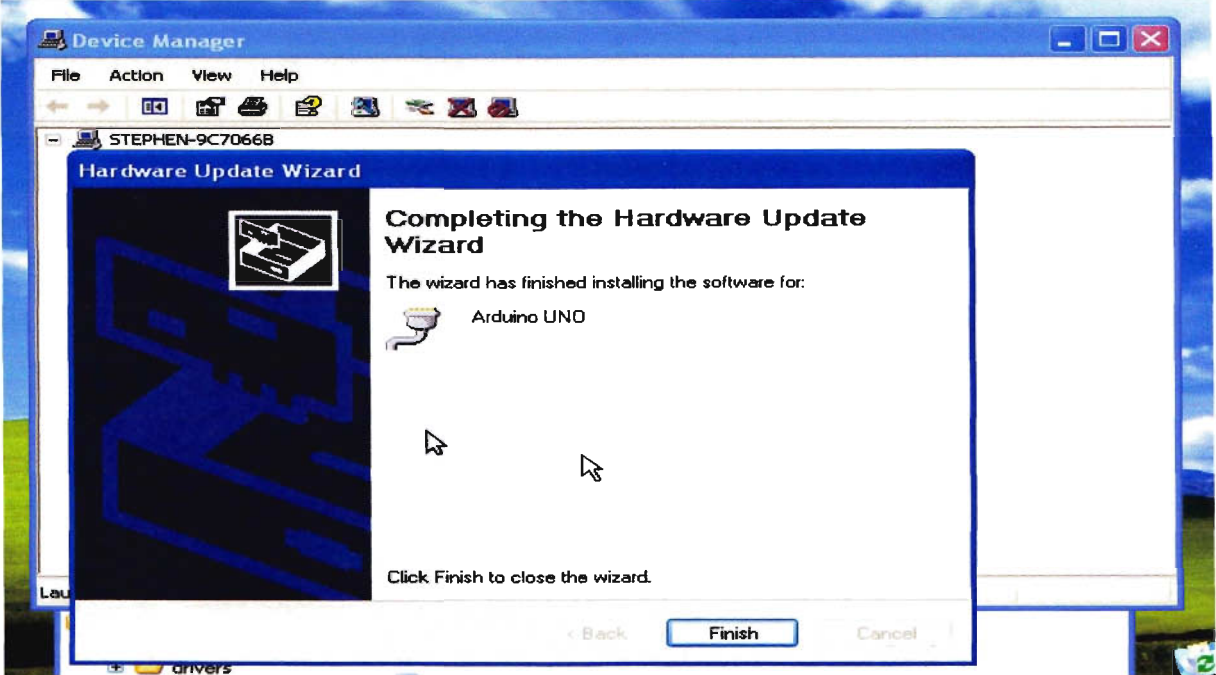 Device Manager
File Action View Help
STEPHEN-9C7066B
Hardware Update Wizard
Completing the Hardware Update
Wizard
The wizard has finished installing the software for:
Arduino UNO
Click Finish to close the wizard.
Lau
< Back Finish Cancel
drivers